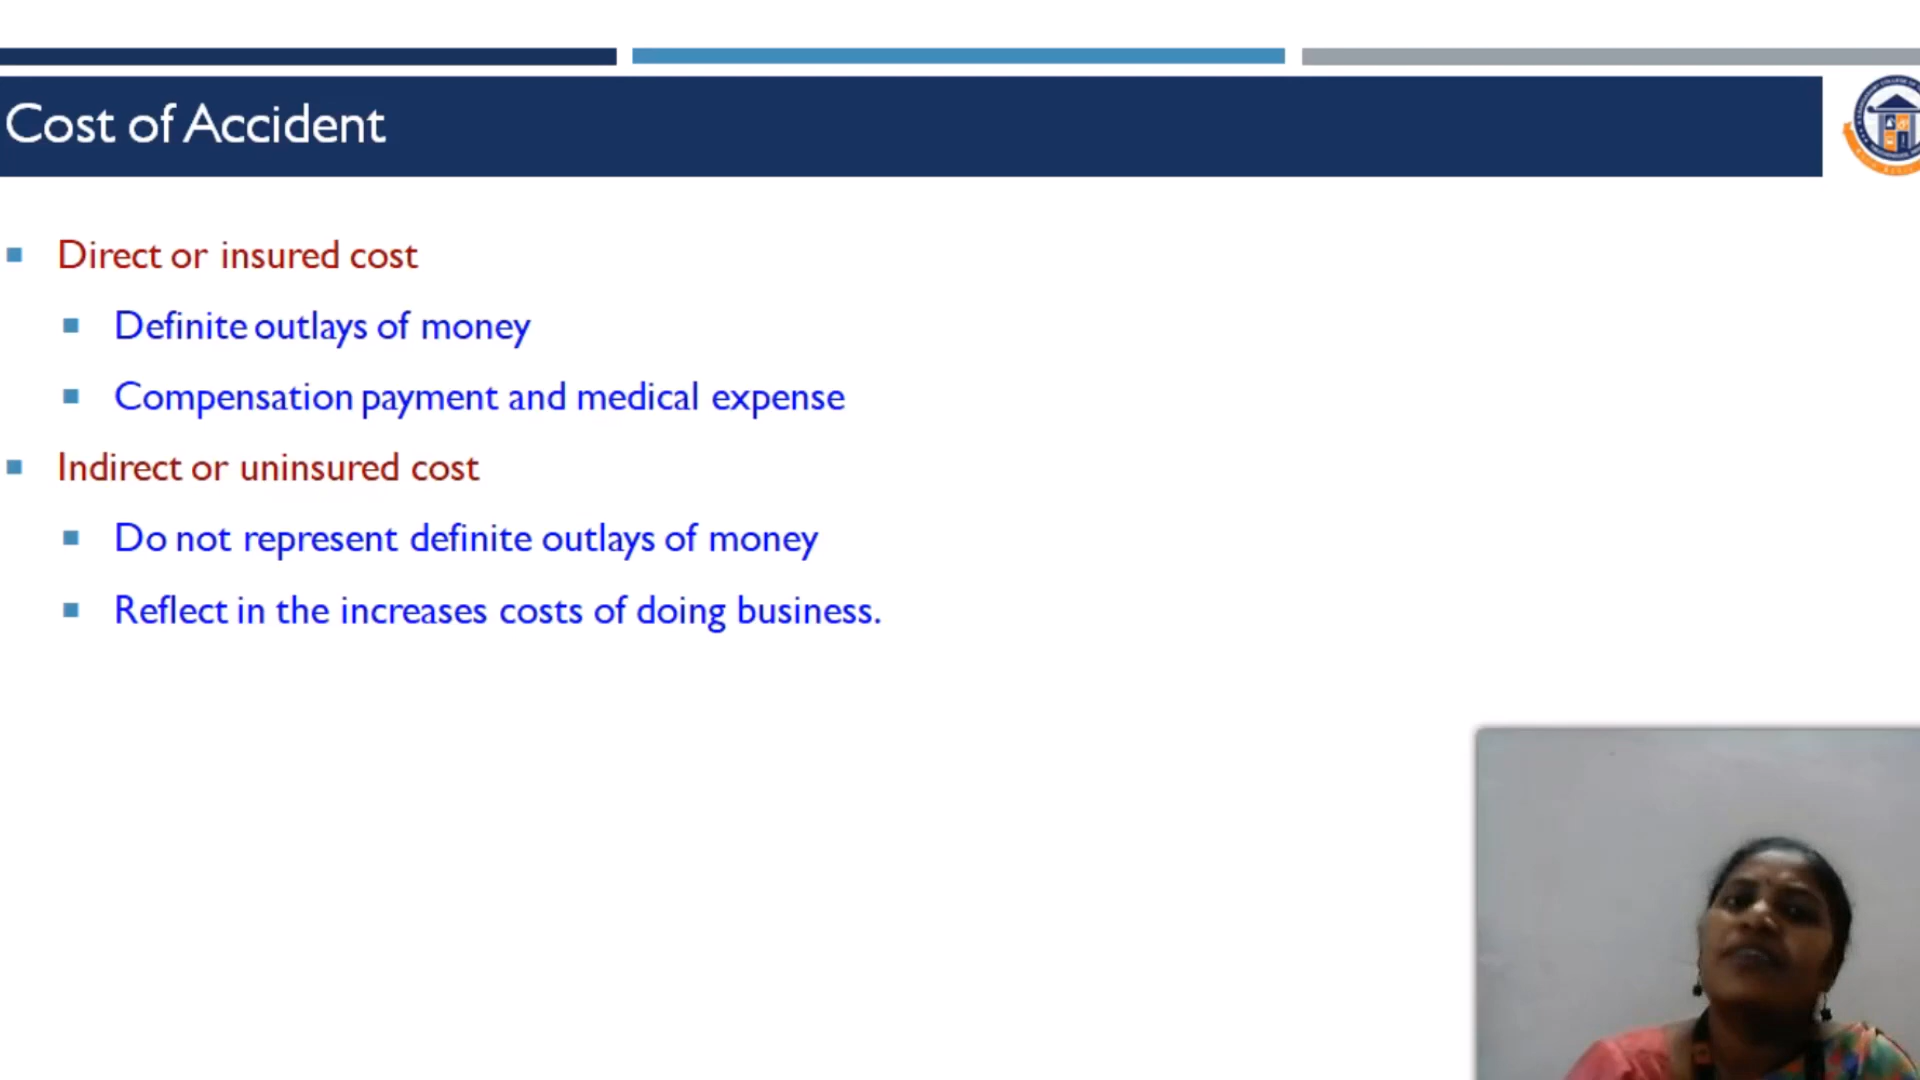 Cost of Accident
Direct or insured cost
Definite outlays of money
Compensation payment and medical expense
Indirect or uninsured cost
Do not represent definite outlays of money
Reflect in the increases costs of doing business.